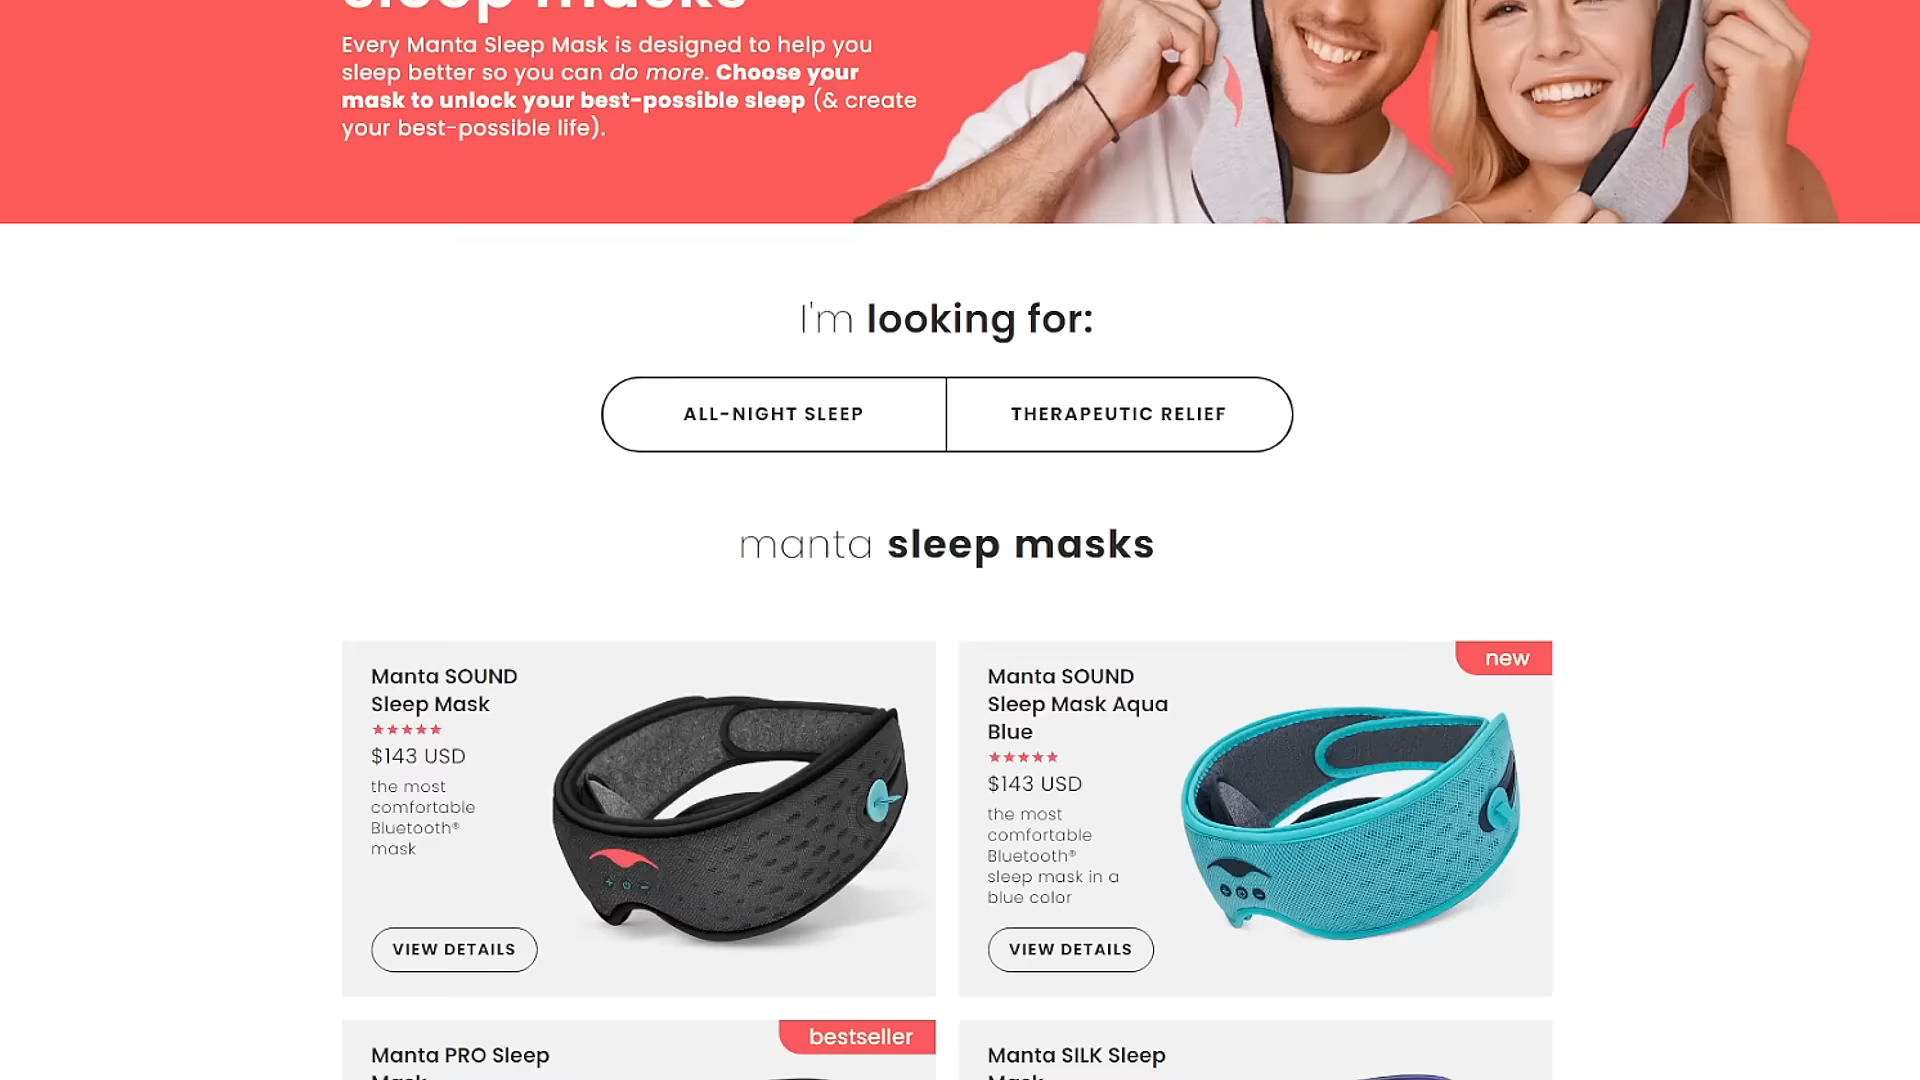 sleep masks
Every Manta Sleep Mask is designed to help you
sleep better so you can do more. Choose your
mask to unlock your best-possible sleep (& create
your best-possible life).
I'm looking for:
ALL-NIGHT SLEEP
THERAPEUTIC RELIEF
manta sleep masks
Manta SOUND
Sleep Mask
$143 USD
the most
comfortable
Bluetooth®
mask
VIEW DETAILS
new
Manta SOUND
Sleep Mask Aqua
Blue
$143 USD
the most
comfortable
Bluetooth®
sleep mask in a
blue color
VIEW DETAILS
bestseller
Manta PRO Sleep
Mask
Manta SILK Sleep
Mask